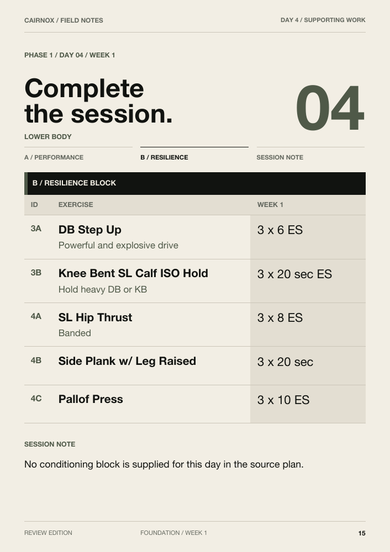 CAIRNOX / FIELD NOTES
DAY 4 / SUPPORTING WORK
PHASE 1 / DAY 04 / WEEK 1
Complete
the session.
04
LOWER BODY
A / PERFORMANCE
B / RESILIENCE
SESSION NOTE
B / RESILIENCE BLOCK
ID EXERCISE WEEK 1
3A DB Step Up 3 x 6 ES
Powerful and explosive drive
3B Knee Bent SL Calf ISO Hold 3 x 20 sec ES
Hold heavy DB or KB
4A SL Hip Thrust 3 x 8 ES
Banded
4B Side Plank w/ Leg Raised 3 x 20 sec
4C Pallof Press 3 x 10 ES
SESSION NOTE
No conditioning block is supplied for this day in the source plan.
REVIEW EDITION
FOUNDATION / WEEK 1
15